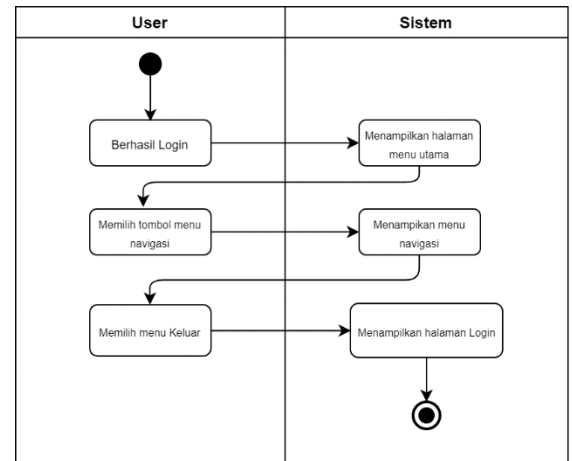 User
Sistem
Berhasil Login
Menampilkan halaman
menu utama
Memilih tombol menu
navigasi
Menampikan menu
navigasi
Memilih menu Keluar
Menampilkan halaman Login